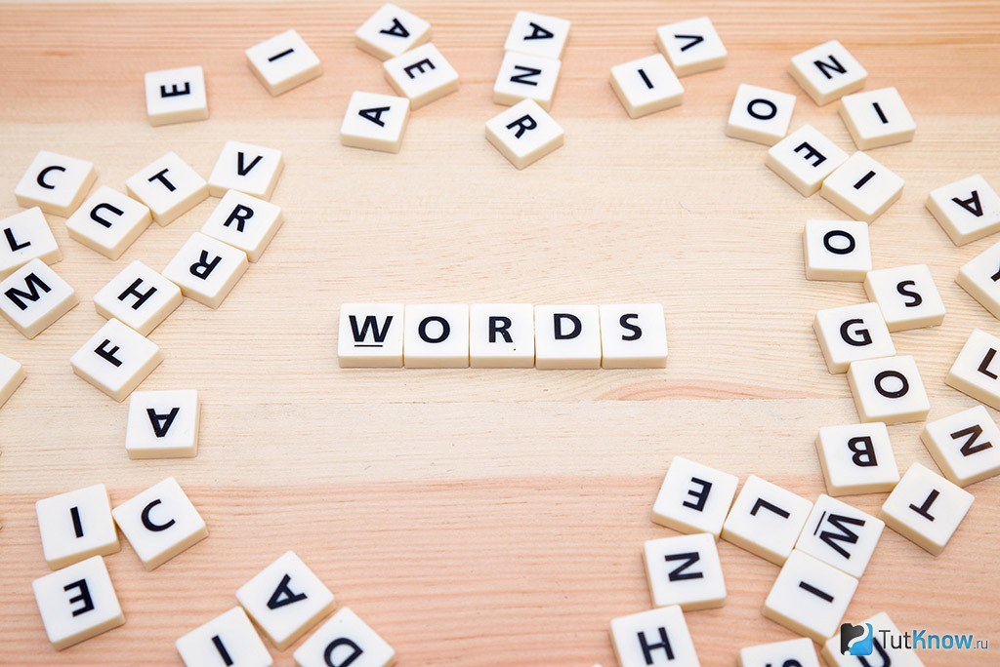 A A V
I E N I N
E A R O I
C T V E I A
U R
L R O
M H S
WORDS G
F O L
A B N
I C E L W T
E N I
A H
I D
TutKnow.ru